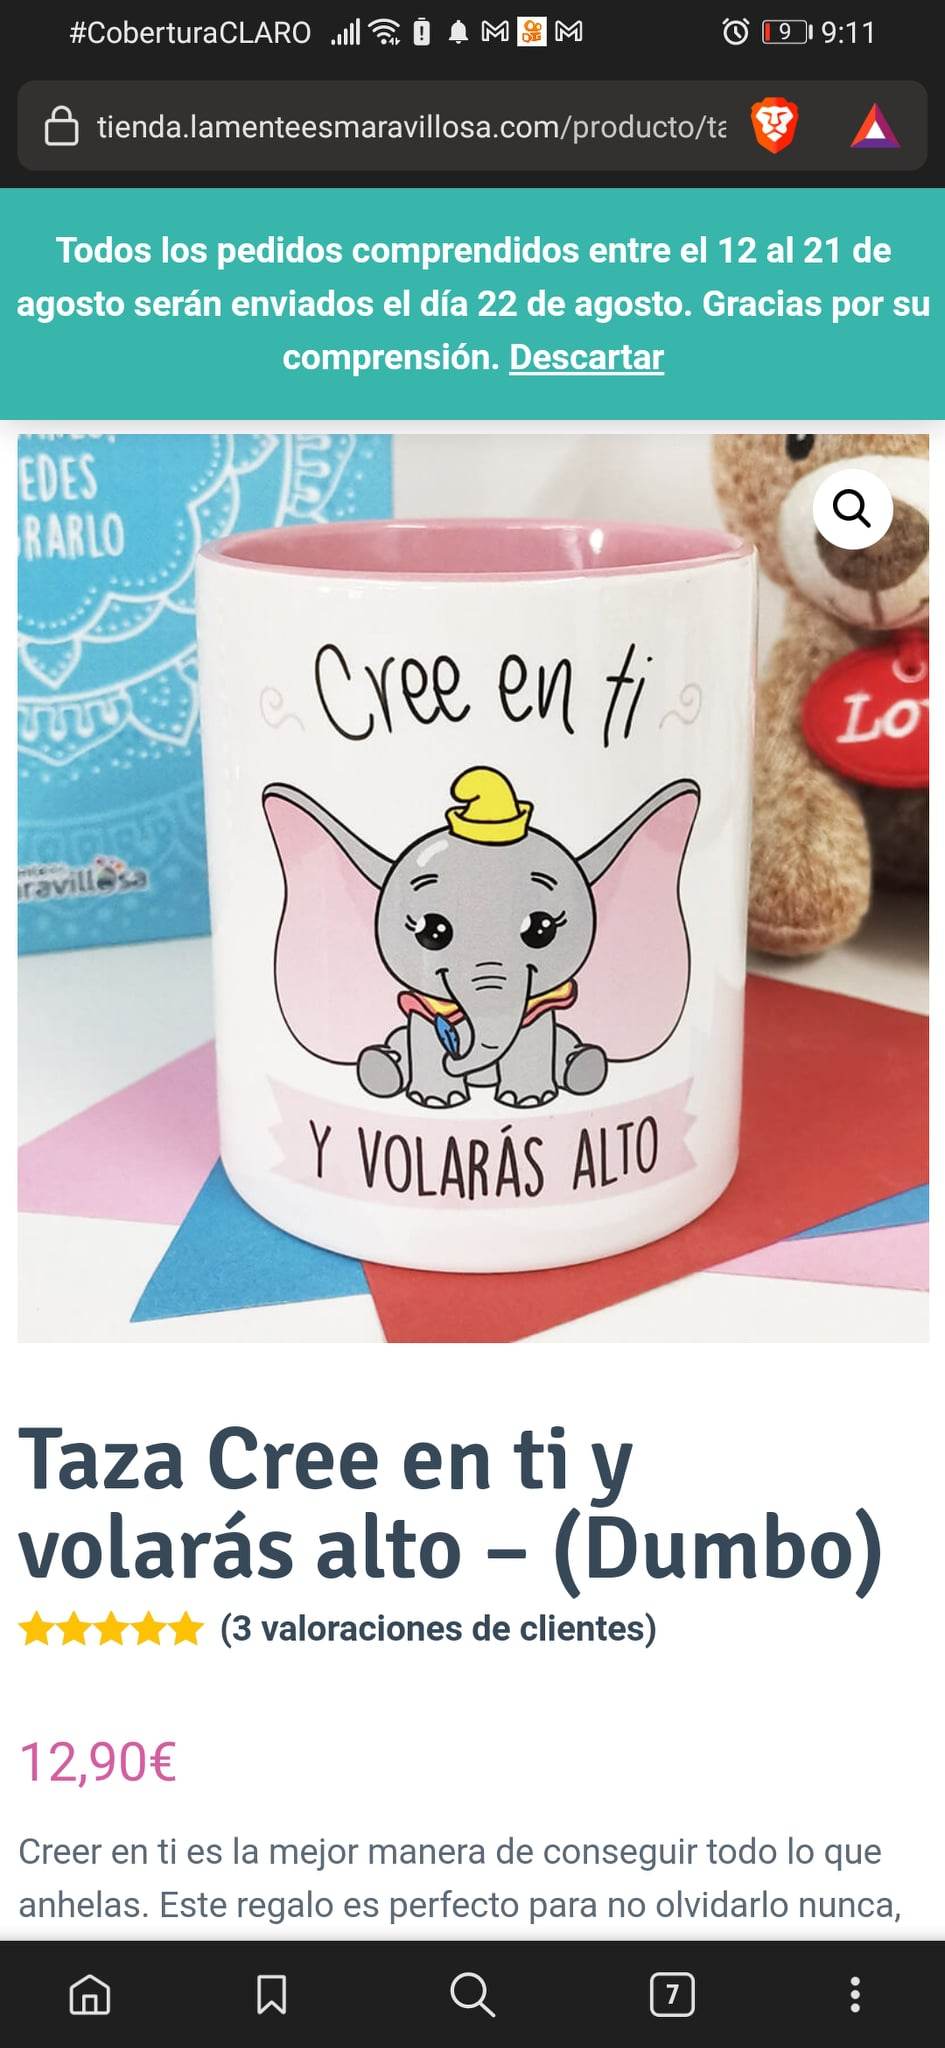 #CoberturaCLARO 9 9:11
tienda.lamenteesmaravillosa.com/producto/ta
Todos los pedidos comprendidos entre el 12 al 21 de
agosto serán enviados el día 22 de agosto. Gracias por su
comprensión. Descartar
EDES
RARLO
LO
Cree en ti
ravillosa
Y VOLARÁS ALTO
Taza Cree en ti y
volarás alto – (Dumbo)
(3 valoraciones de clientes)
12,90€
Creer en ti es la mejor manera de conseguir todo lo que
anhelas. Este regalo es perfecto para no olvidarlo nunca,
7